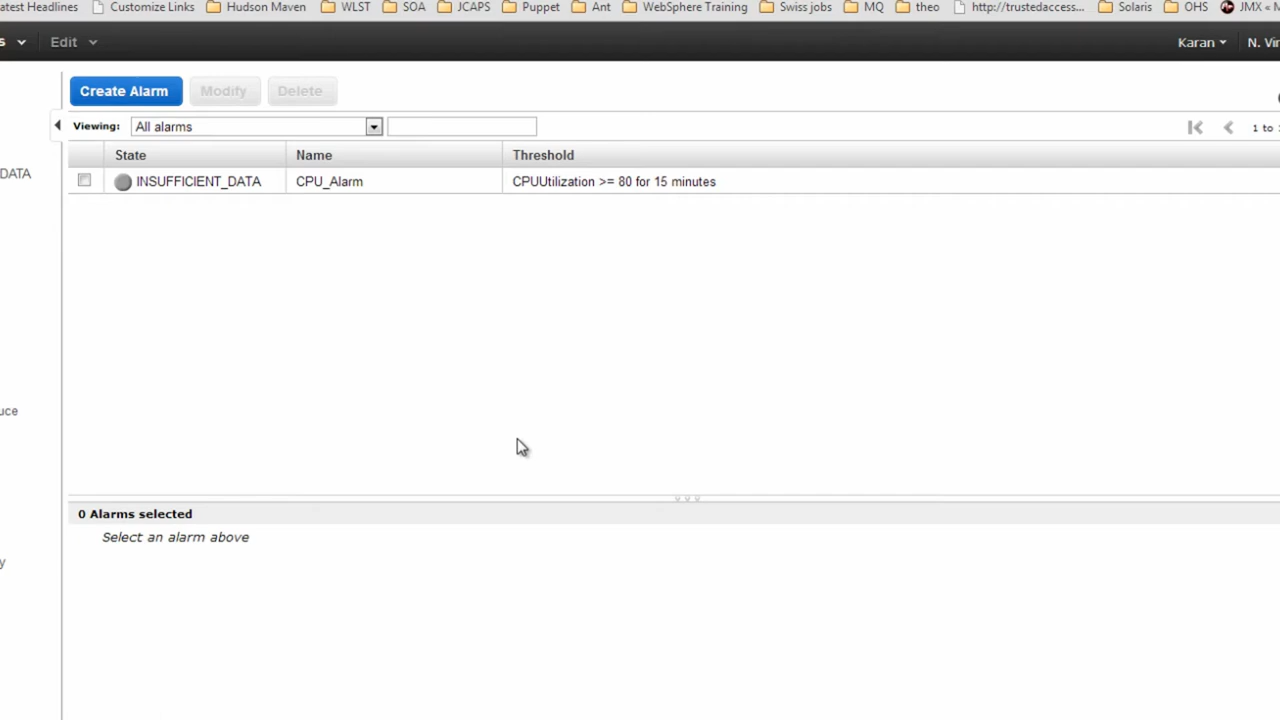 atest Headlines Customize Links Hudson Maven WLST SOA JCAPS Puppet Ant WebSphere Training Swiss jobs MQ theo http://trustedaccess... Solaris OHS JMX « M
s Edit Karan N. Vir
Create Alarm Modify Delete
Viewing: All alarms 1 to
State Name Threshold
DATA
INSUFFICIENT_DATA CPU_Alarm CPUUtilization >= 80 for 15 minutes
uce
0 Alarms selected
Select an alarm above
y